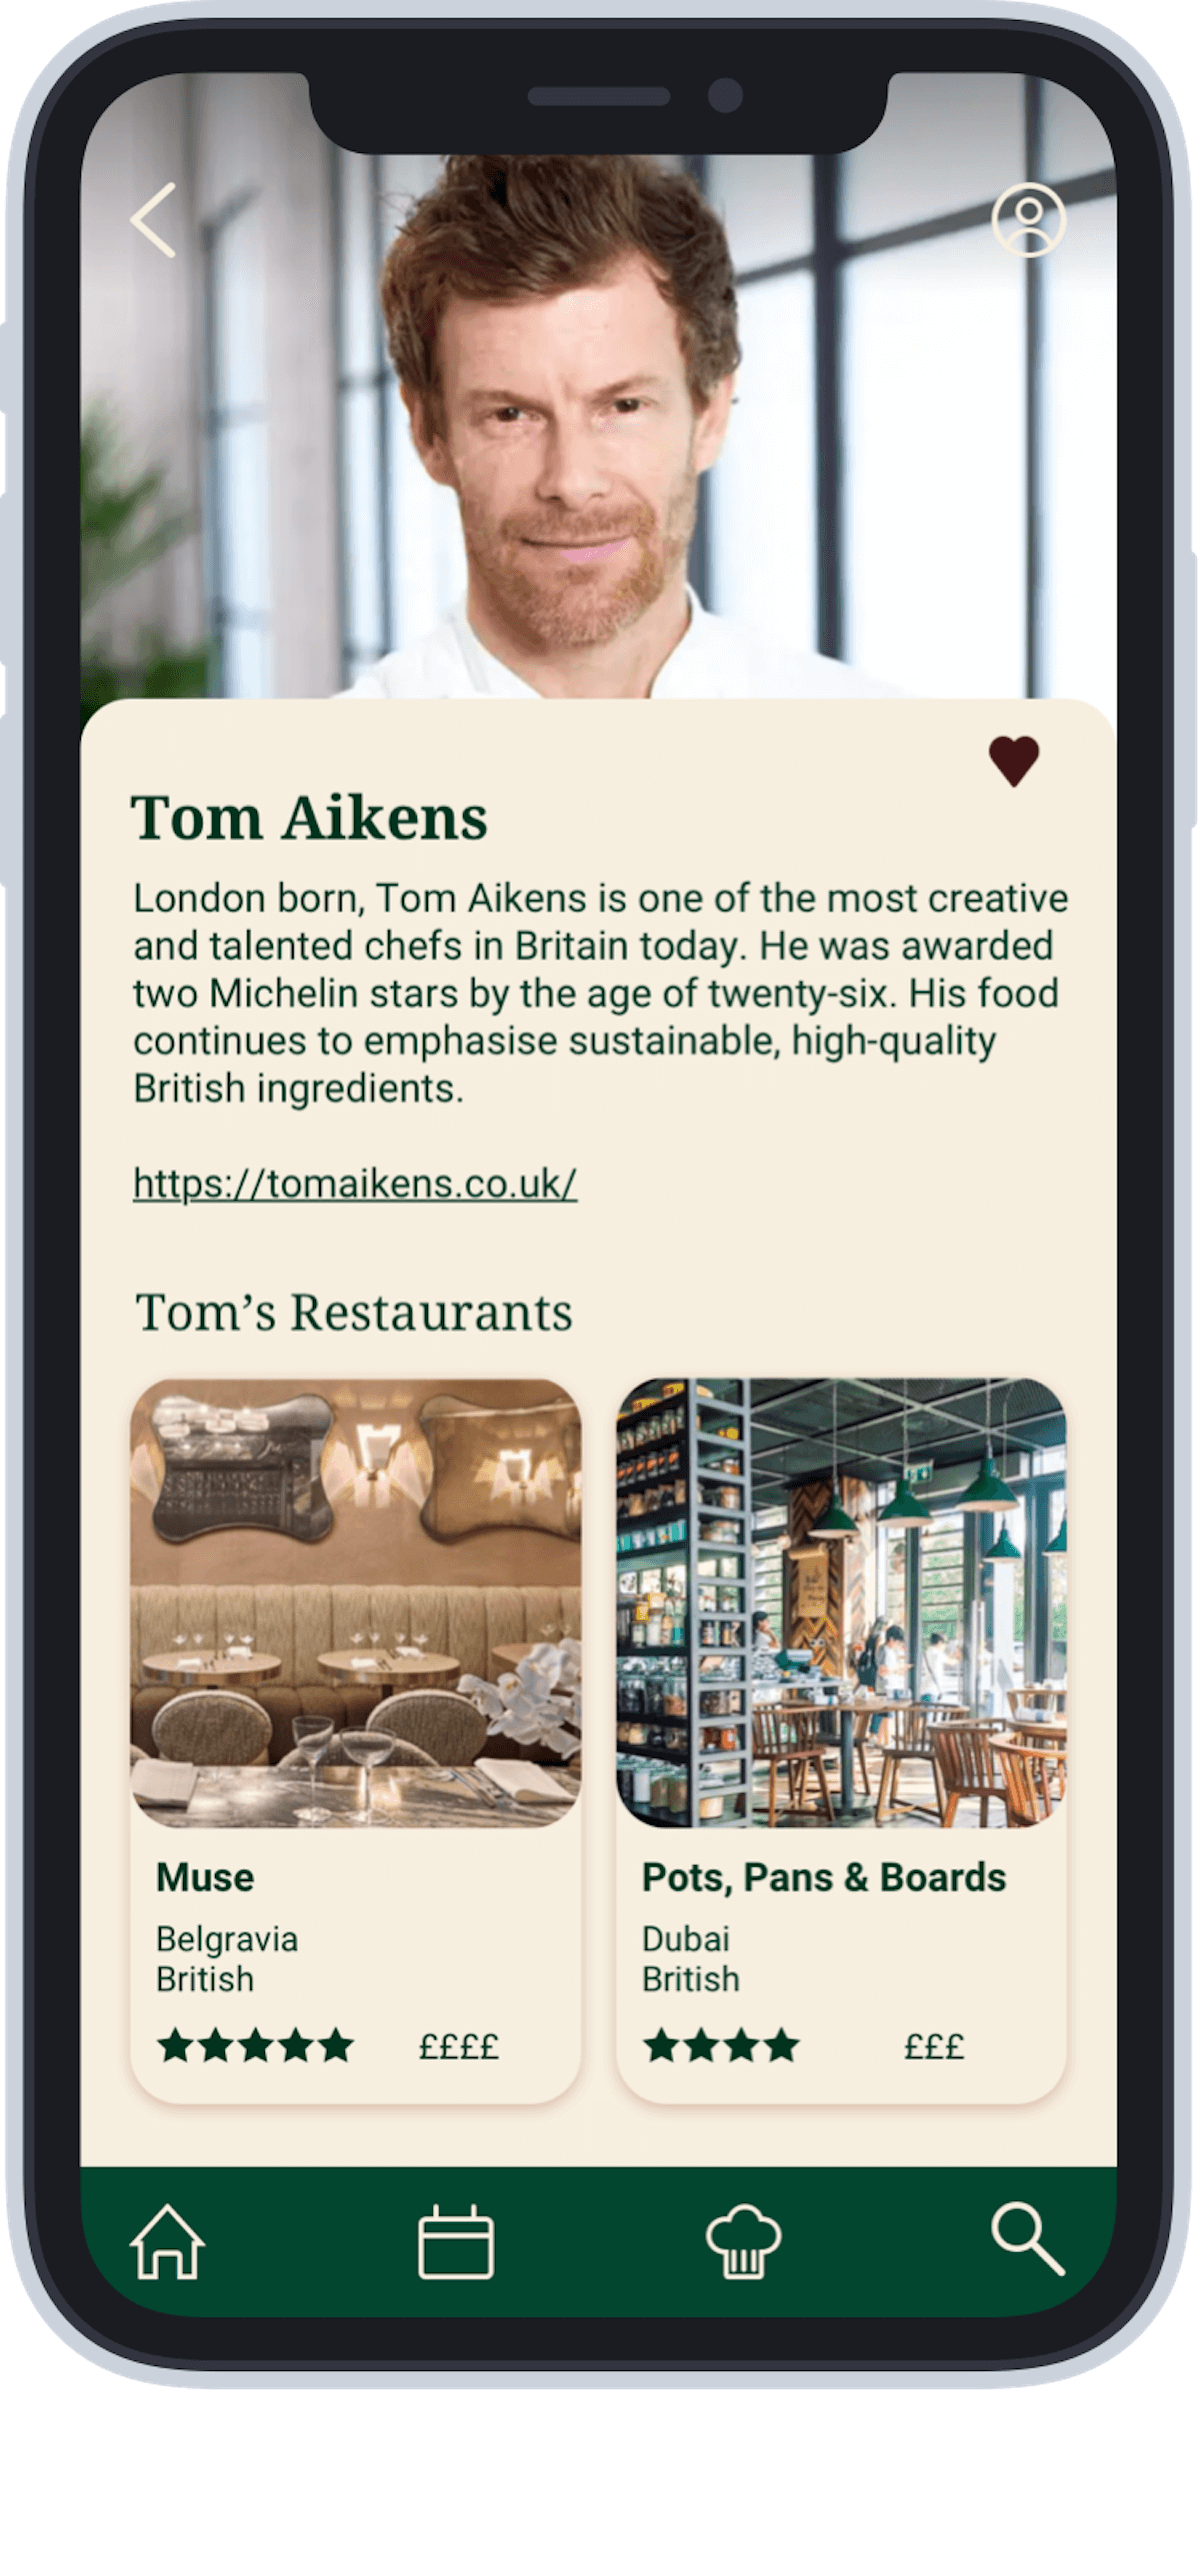 Tom Aikens
London born, Tom Aikens is one of the most creative
and talented chefs in Britain today. He was awarded
two Michelin stars by the age of twenty-six. His food
continues to emphasise sustainable, high-quality
British ingredients.
https://tomaikens.co.uk/
Tom’s Restaurants
Muse
Belgravia
British
★★★★★ ££££
Pots, Pans & Boards
Dubai
British
★★★★ £££